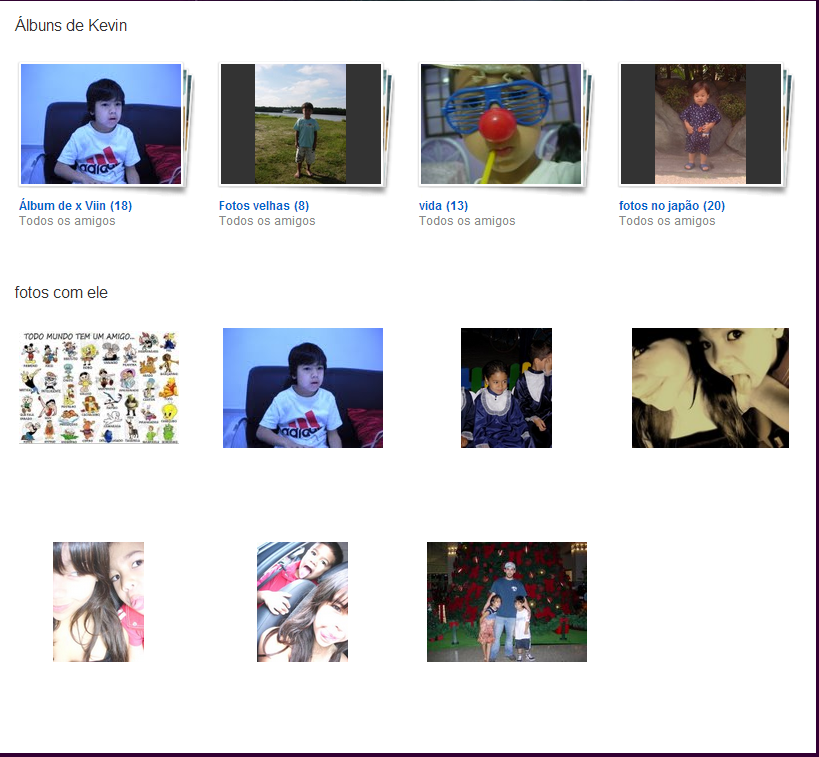 Álbuns de Kevin
Álbum de x Viin (18)
Todos os amigos
Fotos velhas (8)
Todos os amigos
vida (13)
Todos os amigos
fotos no japão (20)
Todos os amigos
fotos com ele
TODO MUNDO TEM UM AMIGO...
adidas